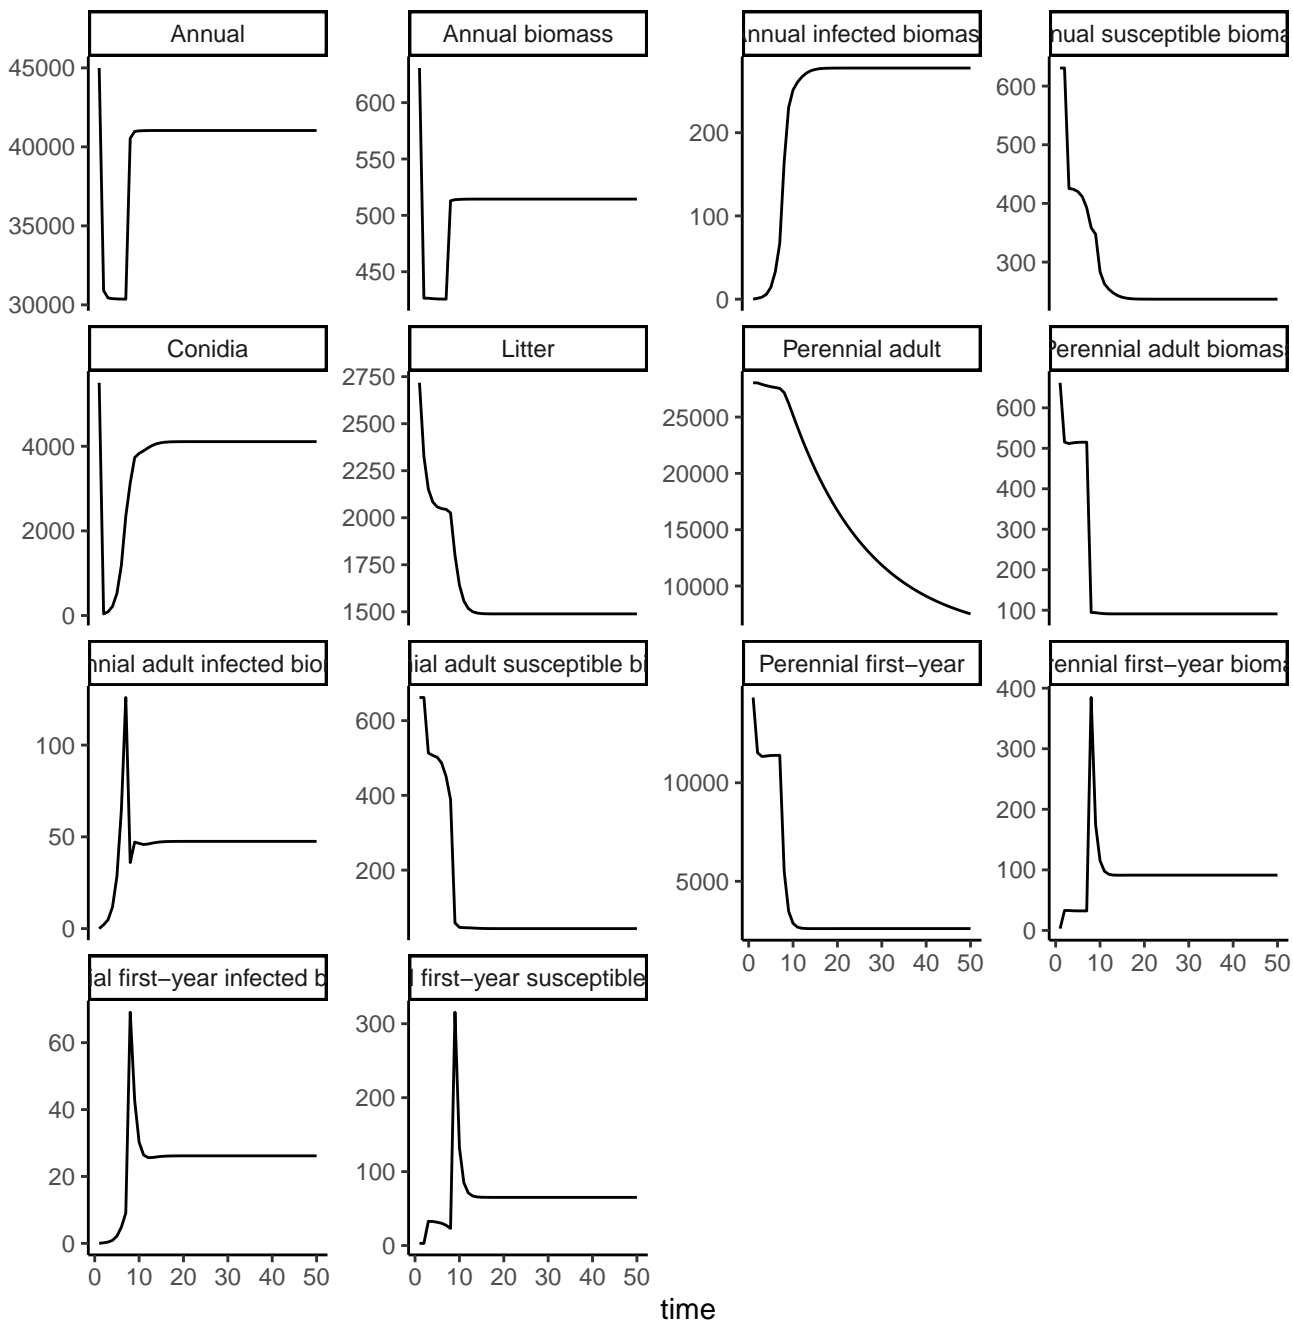 Annual
Annual biomass
nnual infected biomas
nual susceptible bioma
45000
40000
35000
30000
600
550
500
450
200
100
0
600
500
400
300
Conidia
Litter
Perennial adult
Perennial adult biomass
4000
2000
0
2750
2500
2250
2000
1750
1500
25000
20000
15000
10000
600
500
400
300
200
100
nnial adult infected bio
ial adult susceptible bi
Perennial first−year
rennial first−year bioma
100
50
0
600
400
200
10000
5000
400
300
200
100
0
0 10 20 30 40 50
0 10 20 30 40 50
ial first−year infected b
l first−year susceptible
60
40
20
0
300
200
100
0
0 10 20 30 40 50
0 10 20 30 40 50
time